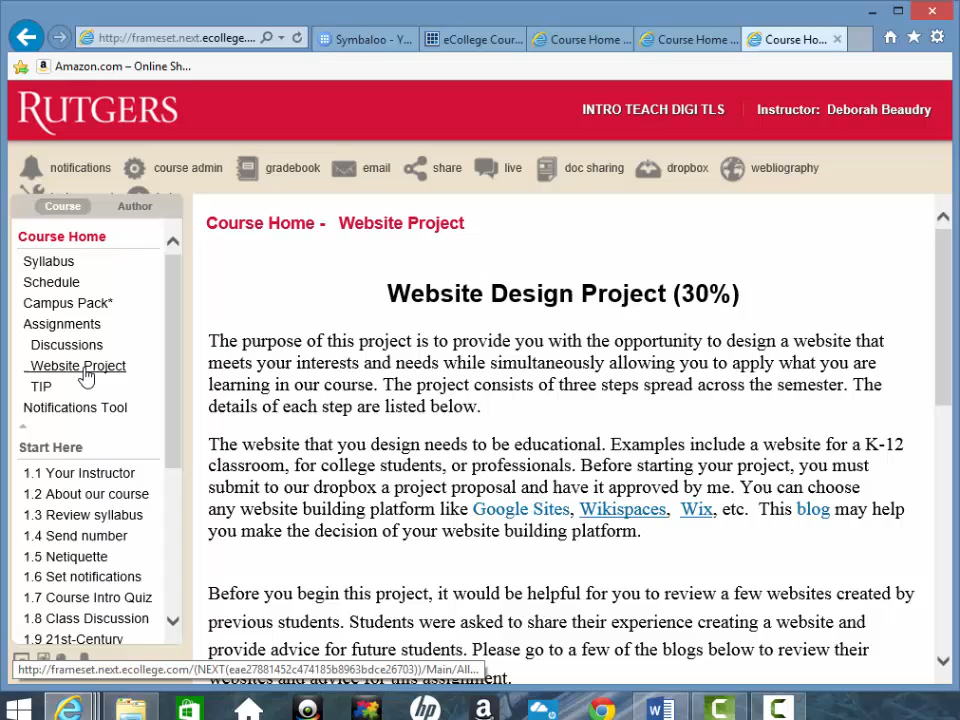 http://frameset.next.ecollege....
Symbaloo - Y...
eCollege Cour...
Course Home ...
Course Home ...
Course Ho...
Amazon.com – Online Sh...
RUTGERS
INTRO TEACH DIGI TLS
Instructor: Deborah Beaudry
notifications
course admin
gradebook
email
share
live
doc sharing
dropbox
webliography
Course
Author
Course Home
Syllabus
Schedule
Campus Pack*
Assignments
Discussions
Website Project
TIP
Notifications Tool
Start Here
1.1 Your Instructor
1.2 About our course
1.3 Review syllabus
1.4 Send number
1.5 Netiquette
1.6 Set notifications
1.7 Course Intro Quiz
1.8 Class Discussion
1.9 21st-Century
Course Home - Website Project
Website Design Project (30%)
The purpose of this project is to provide you with the opportunity to design a website that
meets your interests and needs while simultaneously allowing you to apply what you are
learning in our course. The project consists of three steps spread across the semester. The
details of each step are listed below.
The website that you design needs to be educational. Examples include a website for a K-12
classroom, for college students, or professionals. Before starting your project, you must
submit to our dropbox a project proposal and have it approved by me. You can choose
any website building platform like Google Sites, Wikispaces, Wix, etc. This blog may help
you make the decision of your website building platform.
Before you begin this project, it would be helpful for you to review a few websites created by
previous students. Students were asked to share their experience creating a website and
provide advice for future students. Please go to a few of the blogs below to review their
websites and advice for this assignment.
http://frameset.next.ecollege.com/(NEXT(eae27881452c474185b8963bdce26703))/Main/All...
hp